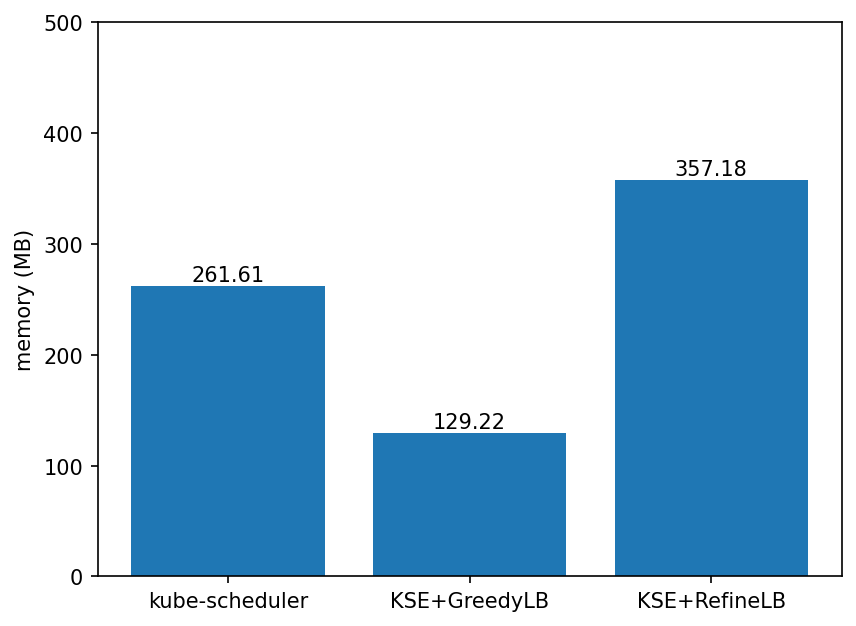 500
400
300
200
100
0
memory (MB)
261.61
129.22
357.18
kube-scheduler
KSE+GreedyLB
KSE+RefineLB